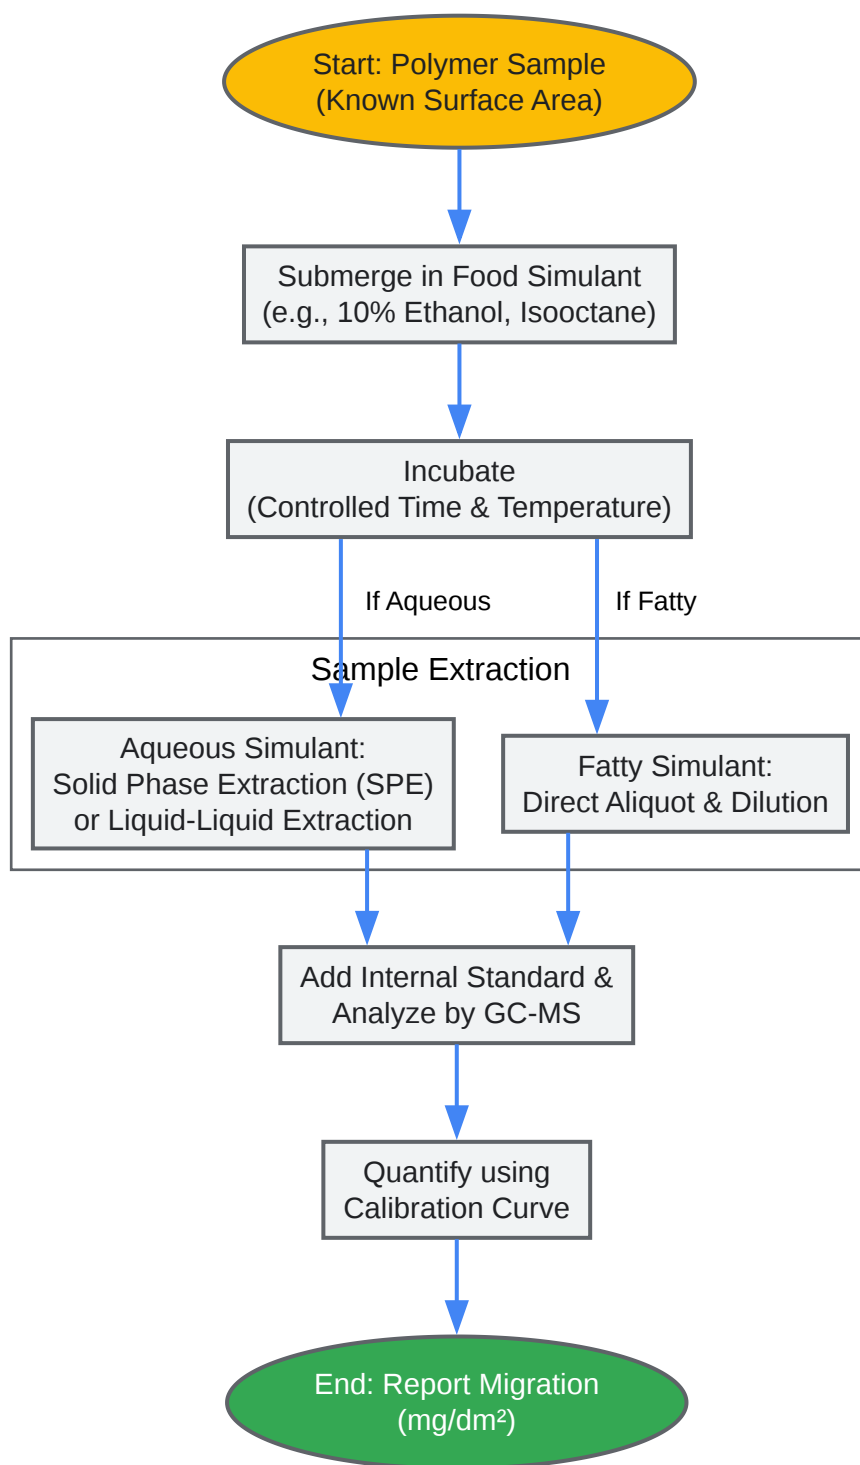 Start: Polymer Sample
(Known Surface Area)
Submerge in Food Simulant
(e.g., 10% Ethanol, Isooctane)
Incubate
(Controlled Time & Temperature)
If Aqueous
If Fatty
Sample Extraction
Aqueous Simulant:
Solid Phase Extraction (SPE)
or Liquid-Liquid Extraction
Fatty Simulant:
Direct Aliquot & Dilution
Add Internal Standard &
Analyze by GC-MS
Quantify using
Calibration Curve
End: Report Migration
(mg/dm²)